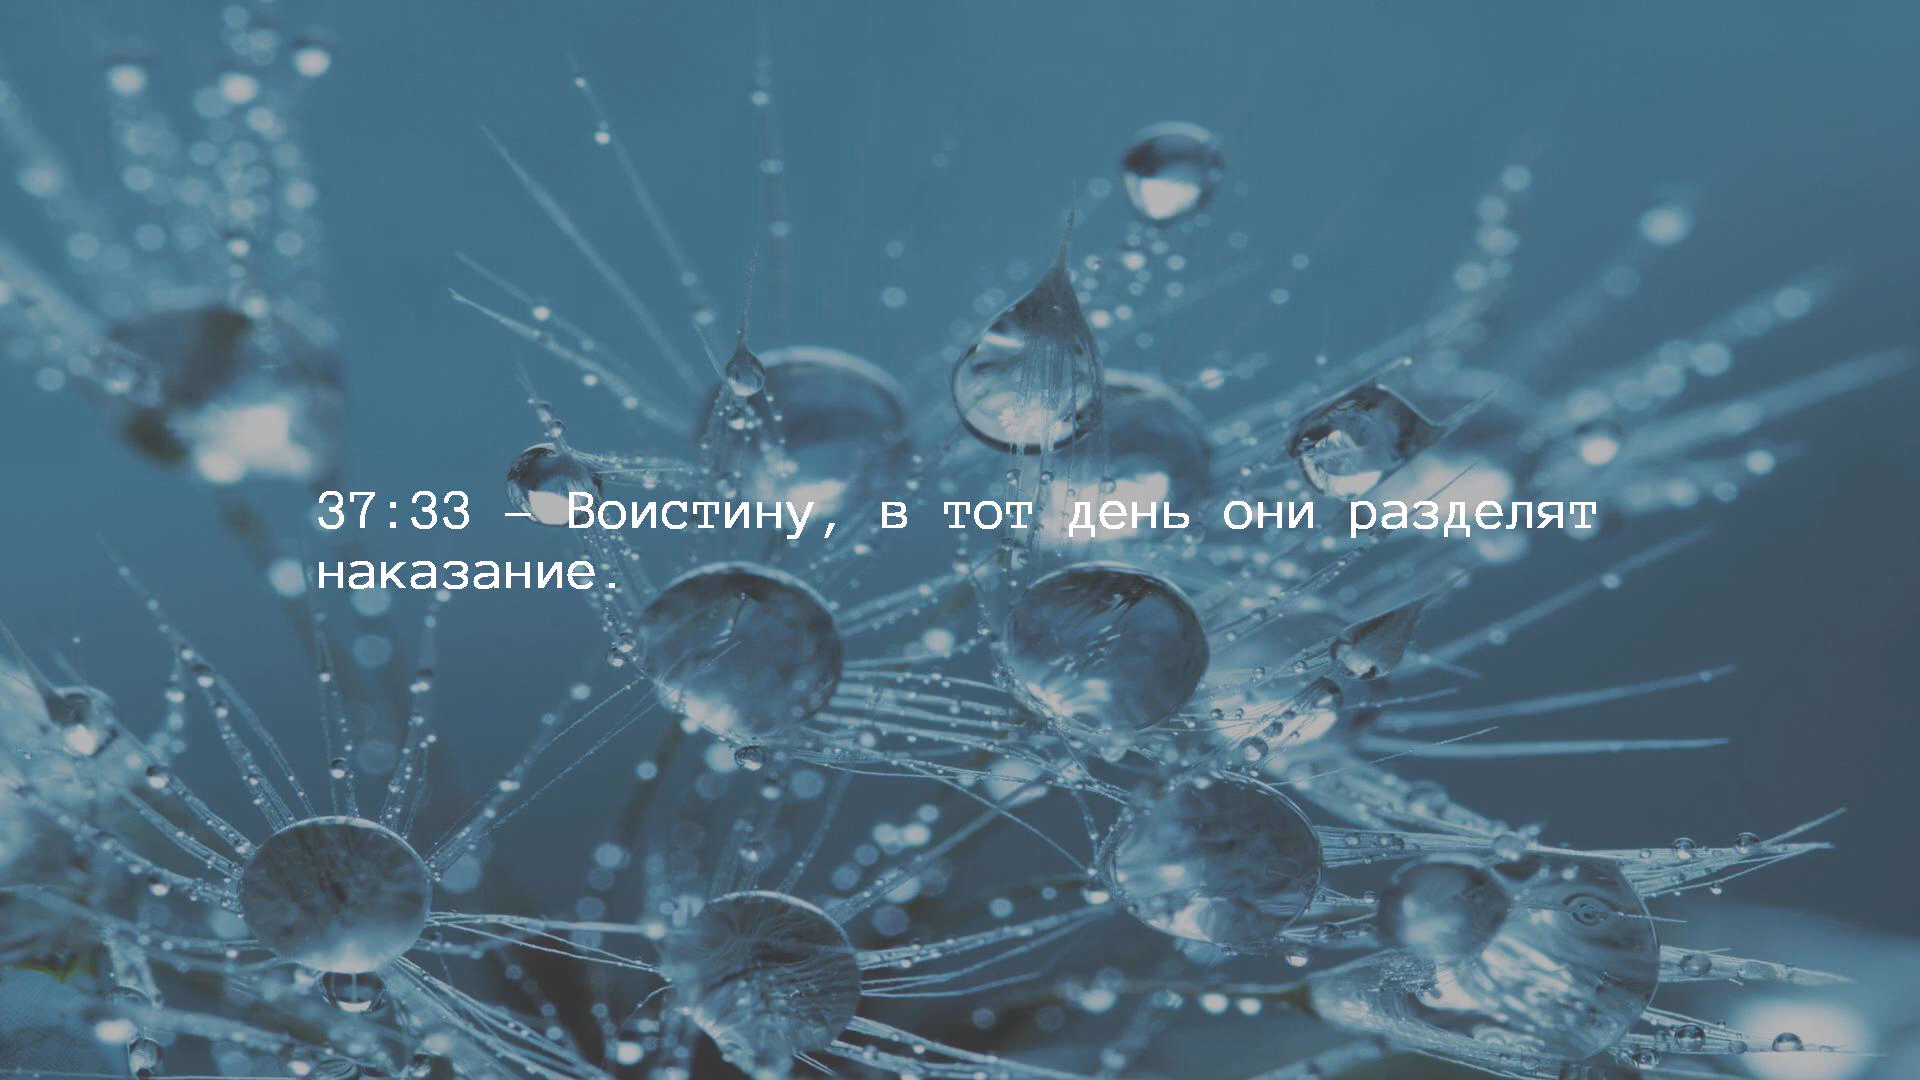 37:33 – Воистину, в тот день они разделят
наказание.